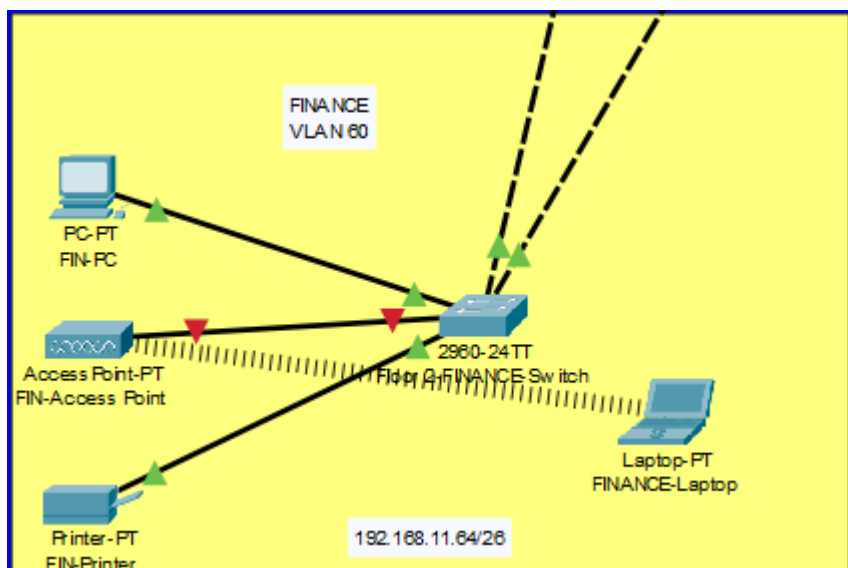 FINANCE
VLAN 60
PC-PT
FIN-PC
2960-24TT
Floor 2-FINANCE-Switch
Access Point-PT
FIN-Access Point
Laptop-PT
FINANCE-Laptop
Printer-PT
FIN-Printer
192.168.11.64/26